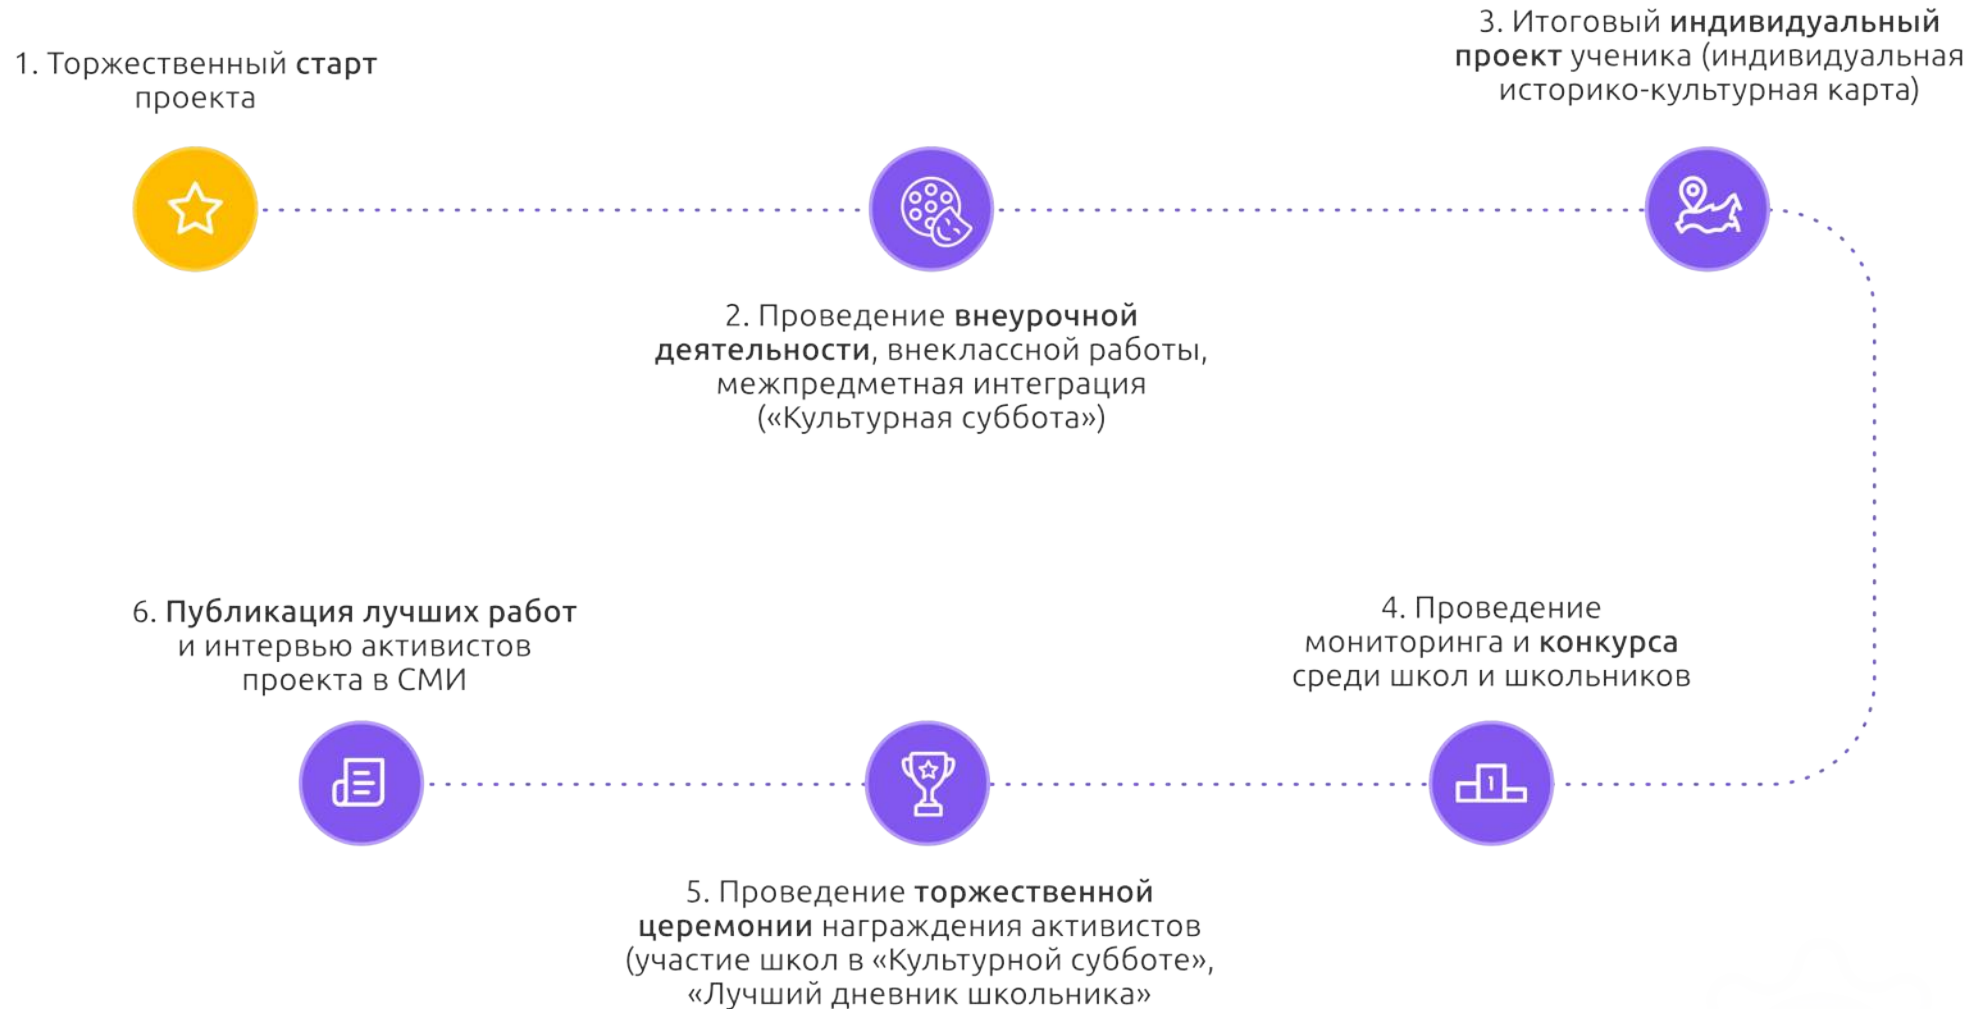 1. Торжественный старт
проекта
2. Проведение внеурочной
деятельности, внеклассной работы,
межпредметная интеграция
(«Культурная суббота»)
3. Итоговый индивидуальный
проект ученика (индивидуальная
историко-культурная карта)
4. Проведение
мониторинга и конкурса
среди школ и школьников
1
5. Проведение торжественной
церемонии награждения активистов
(участие школ в «Культурной субботе»,
«Лучший дневник школьника»
6. Публикация лучших работ
и интервью активистов
проекта в СМИ